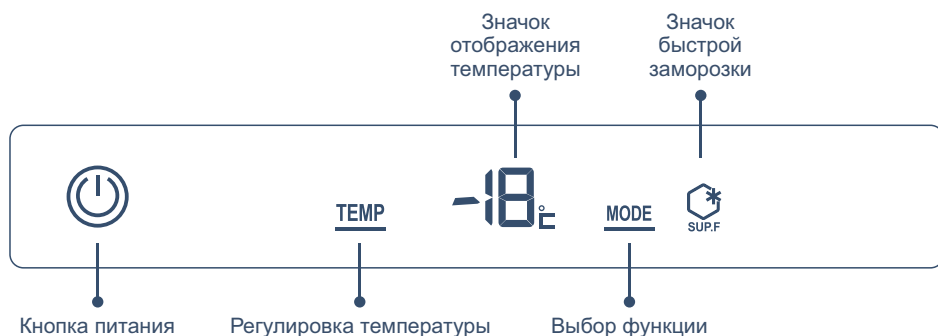 Значок
отображения
температуры
Значок
быстрой
заморозки
TEMP
-18°C
MODE
SUP.F
Кнопка питания
Регулировка температуры
Выбор функции